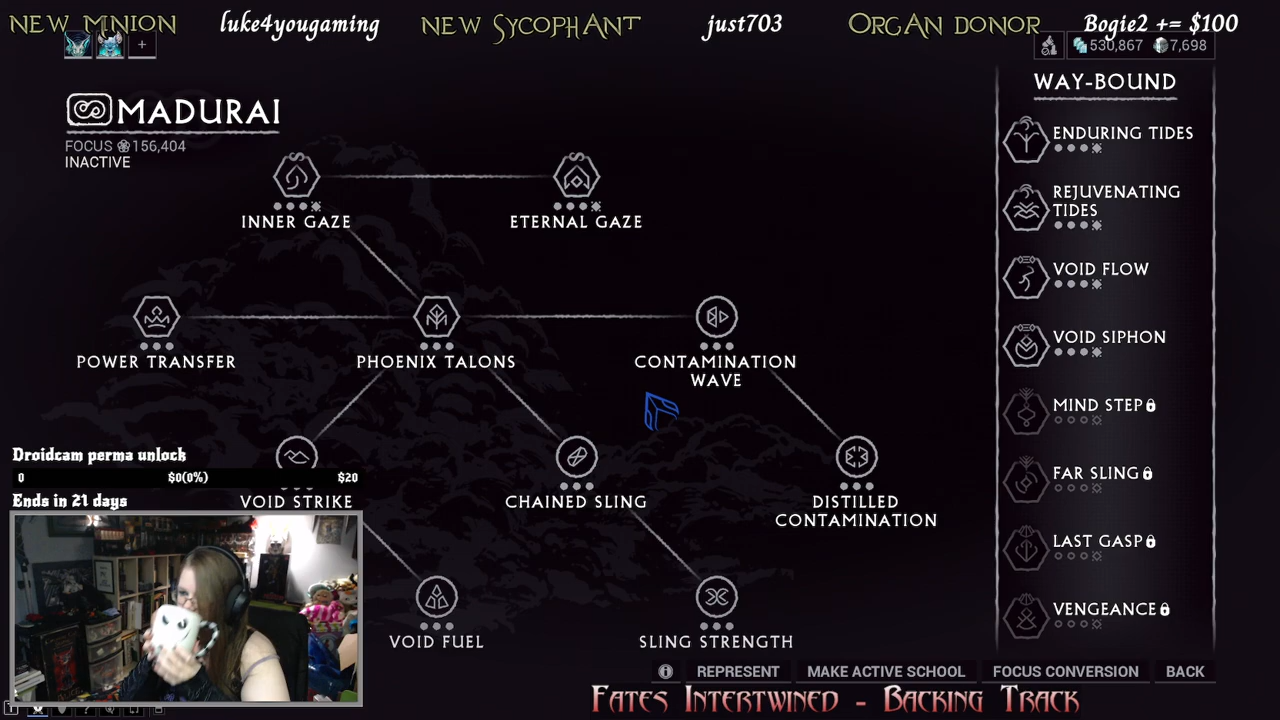 NEW MINION luke4yougaming NEW SYCOPHANT just703 ORGAN DONOR Bogie2 += $100
530,867 7,698
MADURAI
FOCUS 156,404
INACTIVE
INNER GAZE
ETERNAL GAZE
POWER TRANSFER
PHOENIX TALONS
CONTAMINATION
WAVE
VOID STRIKE
CHAINED SLING
DISTILLED
CONTAMINATION
VOID FUEL
SLING STRENGTH
WAY-BOUND
ENDURING TIDES
REJUVENATING
TIDES
VOID FLOW
VOID SIPHON
MIND STEP
FAR SLING
LAST GASP
VENGEANCE
Droidcam perma unlock
0 $0(0%) $20
Ends in 21 days
REPRESENT MAKE ACTIVE SCHOOL FOCUS CONVERSION BACK
FATES INTERTWINED - BACKING TRACK